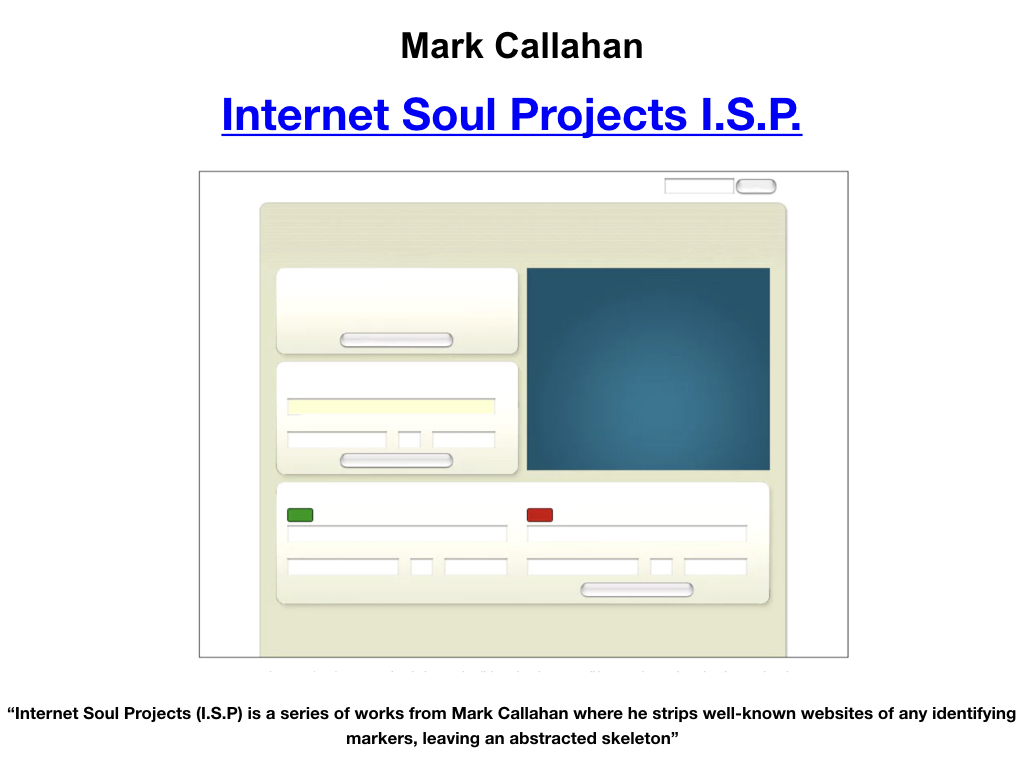 Mark Callahan
Internet Soul Projects I.S.P.
“Internet Soul Projects (I.S.P) is a series of works from Mark Callahan where he strips well-known websites of any identifying
markers, leaving an abstracted skeleton”